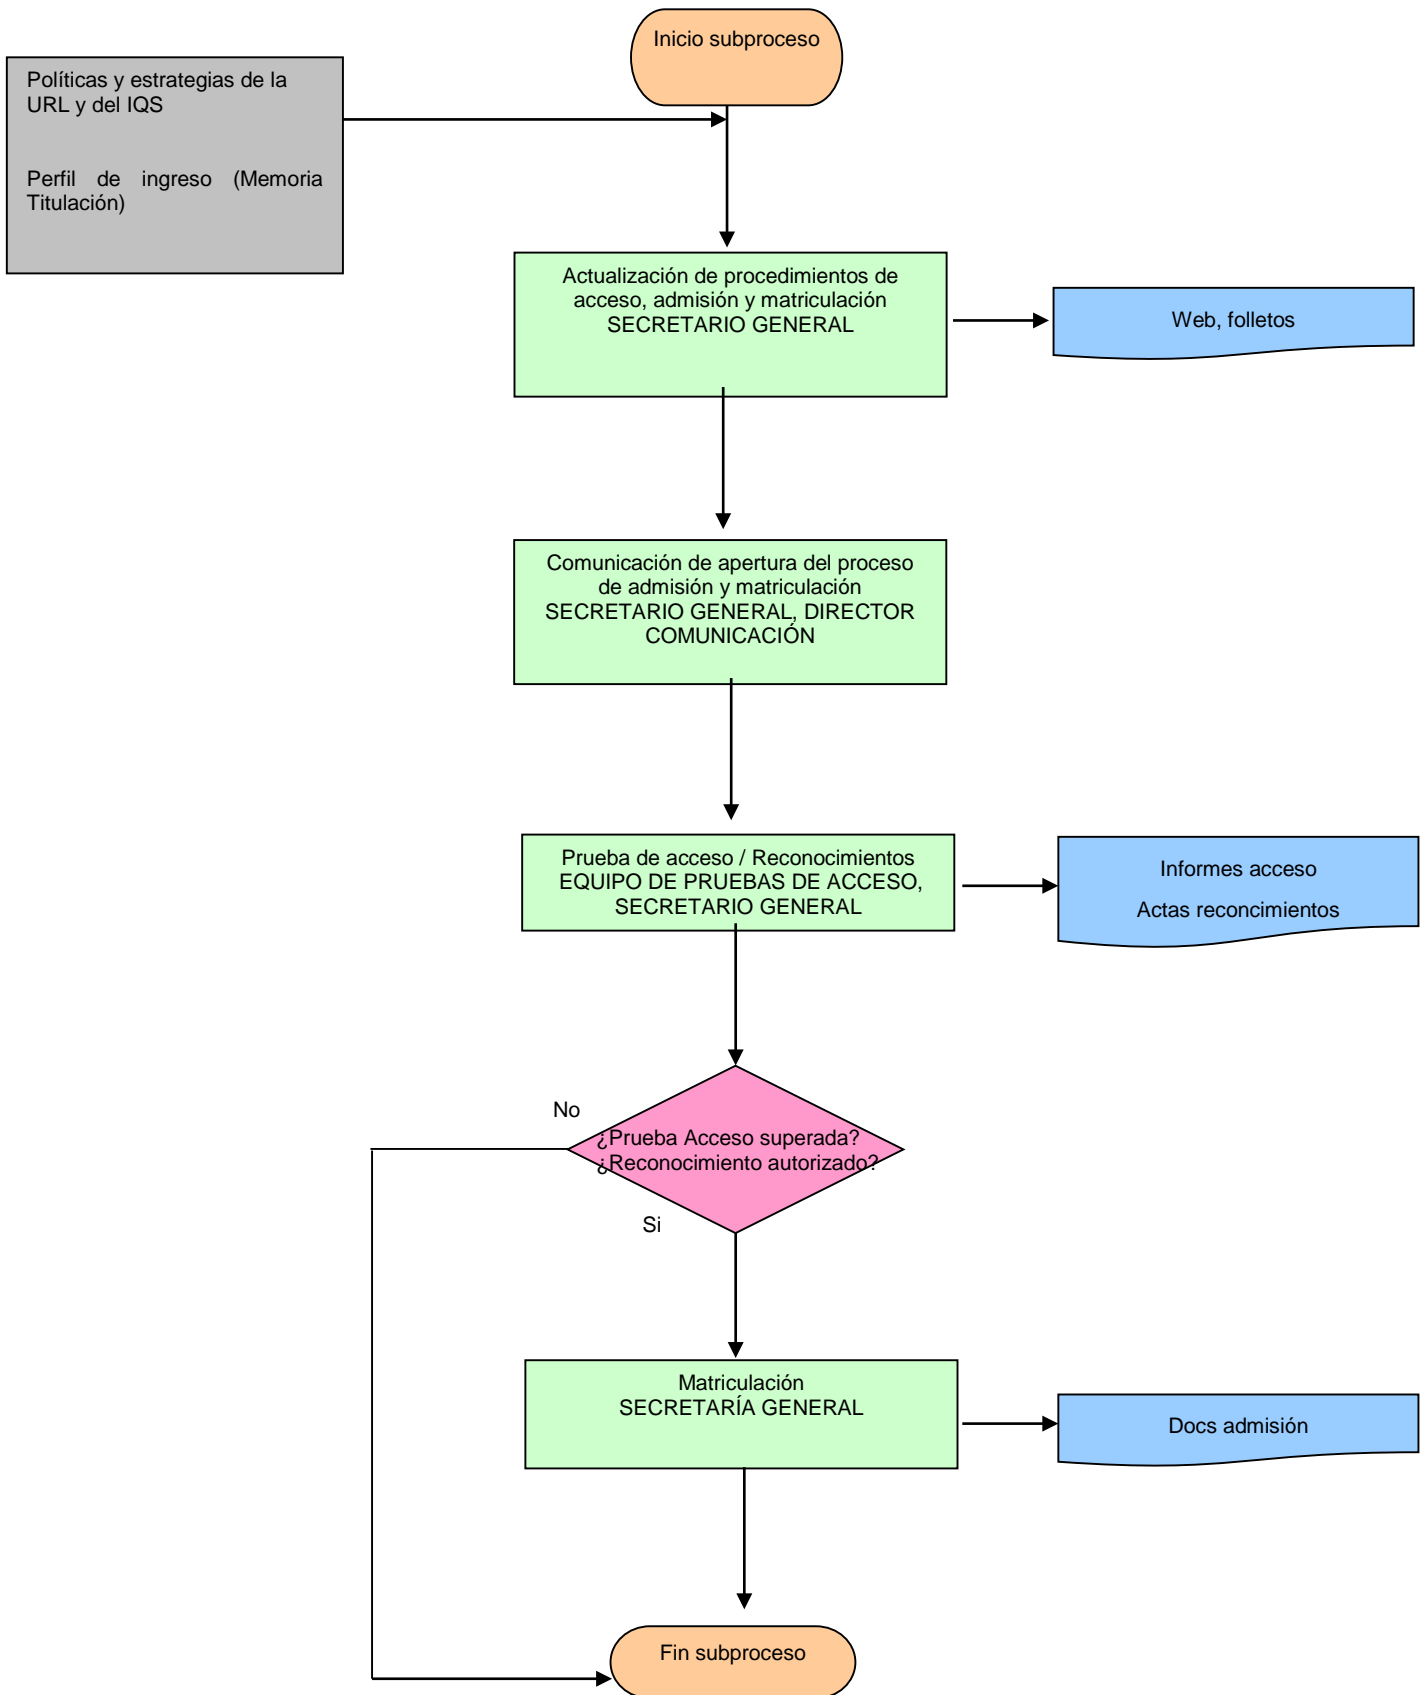 Inicio subproceso
Políticas y estrategias de la
URL y del IQS
Perfil de ingreso (Memoria
Titulación)
Actualización de procedimientos de
acceso, admisión y matriculación
SECRETARIO GENERAL
Web, folletos
Comunicación de apertura del proceso
de admisión y matriculación
SECRETARIO GENERAL, DIRECTOR
COMUNICACIÓN
Prueba de acceso / Reconocimientos
EQUIPO DE PRUEBAS DE ACCESO,
SECRETARIO GENERAL
Informes acceso
Actas reconcimientos
No
¿Prueba Acceso superada?
¿Reconocimiento autorizado?
Si
Matriculación
SECRETARÍA GENERAL
Docs admisión
Fin subproceso